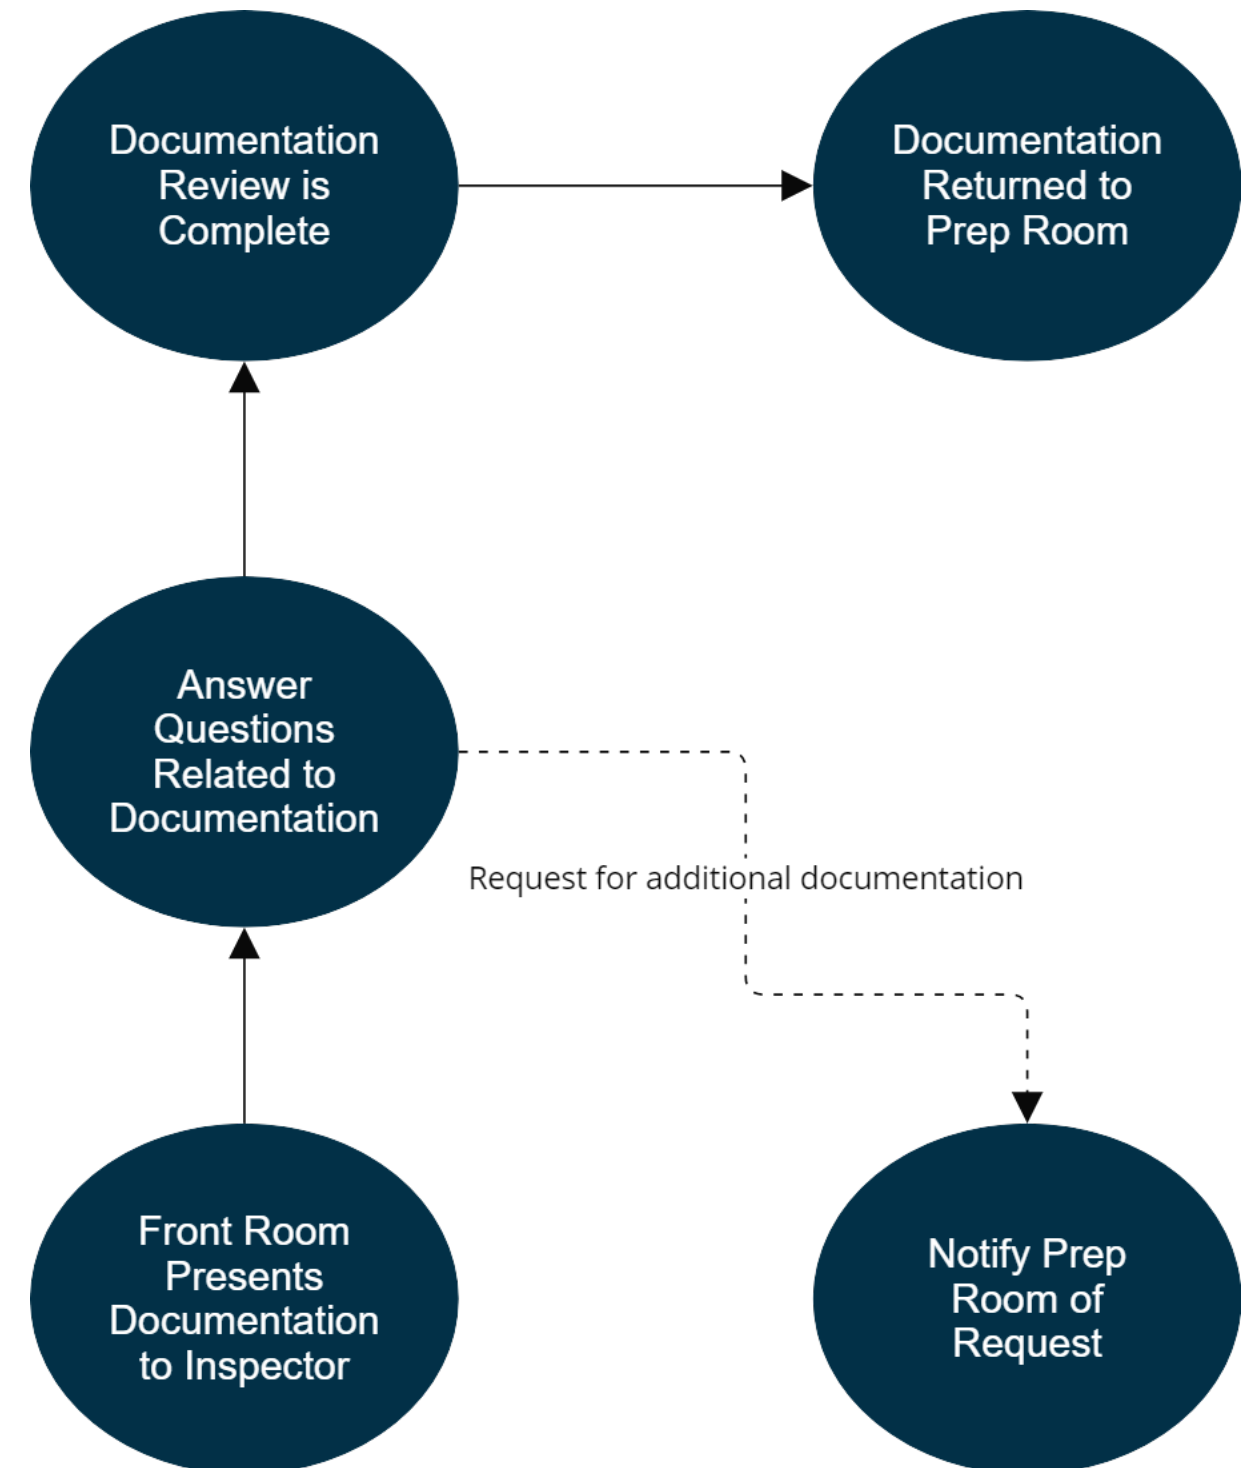 Documentation
Review is
Complete
Documentation
Returned to
Prep Room
Answer
Questions
Related to
Documentation
Request for additional documentation
Front Room
Presents
Documentation
to Inspector
Notify Prep
Room of
Request